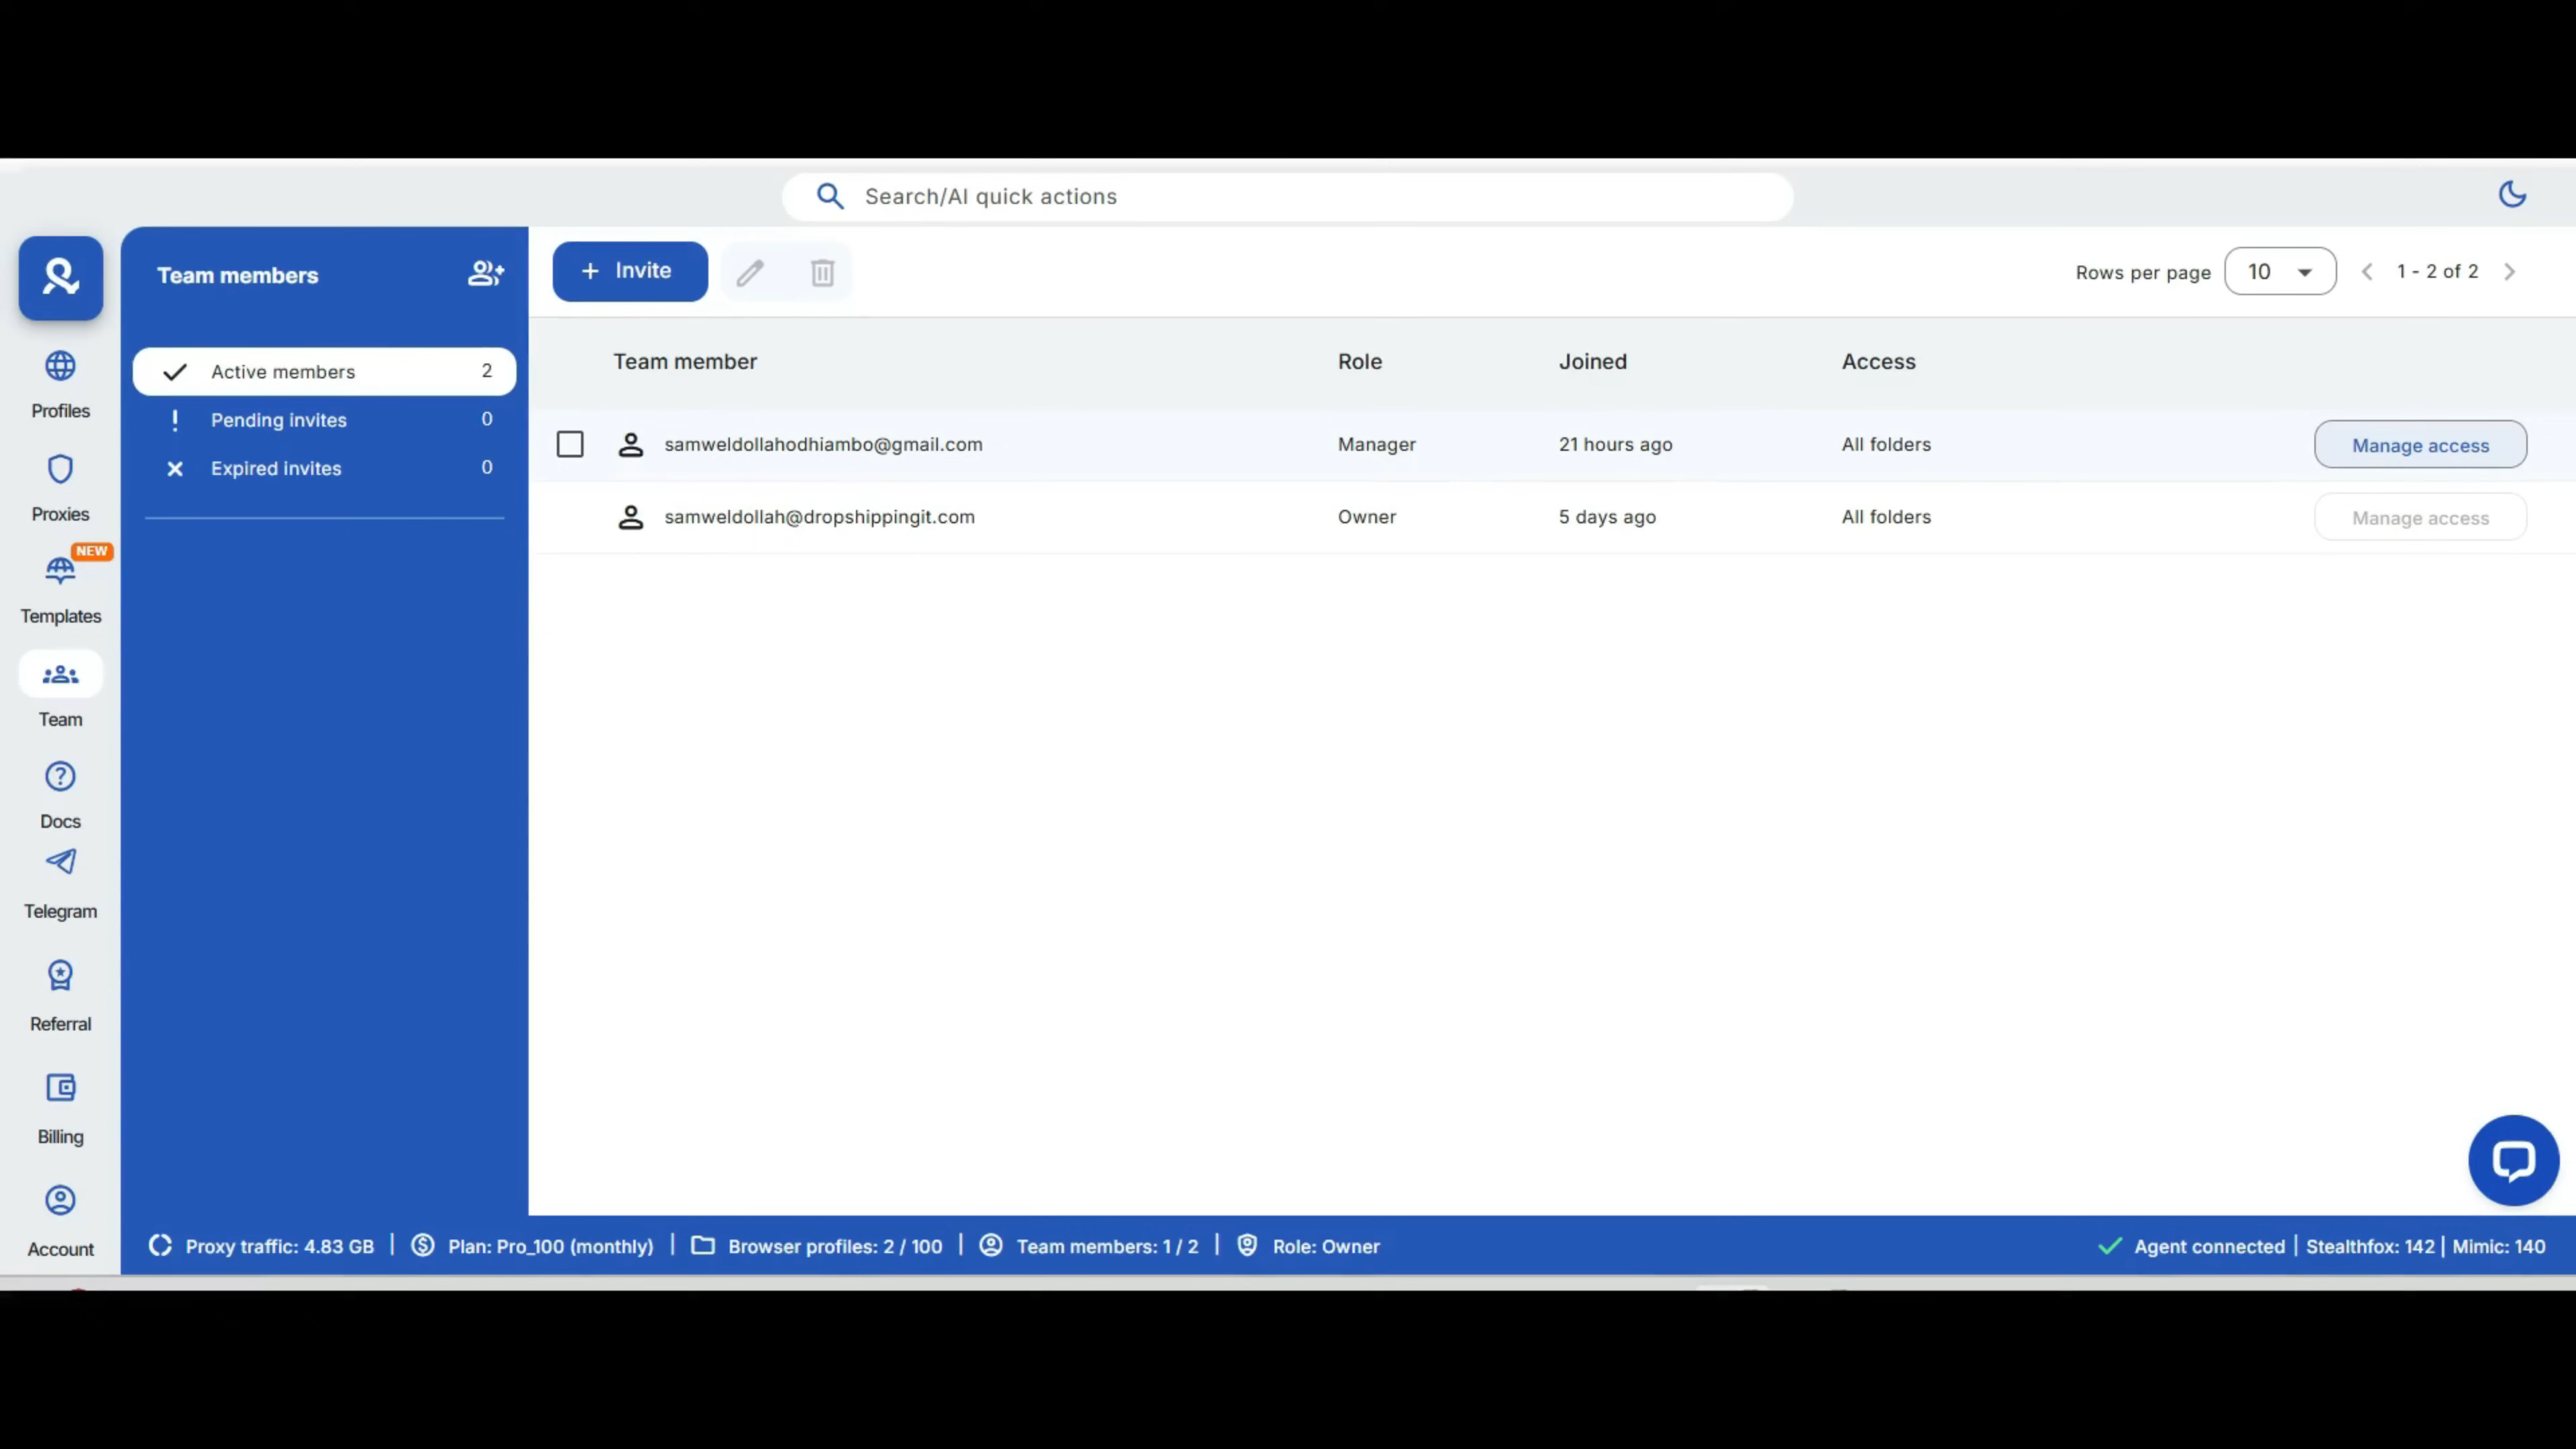 Search/AI quick actions
Team members
+ Invite
Rows per page 10 1 - 2 of 2
Active members 2
Pending invites 0
Expired invites 0
Team member Role Joined Access
samweldollahodhiambo@gmail.com Manager 21 hours ago All folders Manage access
samweldollah@dropshippingit.com Owner 5 days ago All folders Manage access
Profiles
Proxies
NEW
Templates
Team
Docs
Telegram
Referral
Billing
Account
Proxy traffic: 4.83 GB | Plan: Pro_100 (monthly) | Browser profiles: 2 / 100 | Team members: 1 / 2 | Role: Owner
Agent connected | Stealthfox: 142 | Mimic: 140